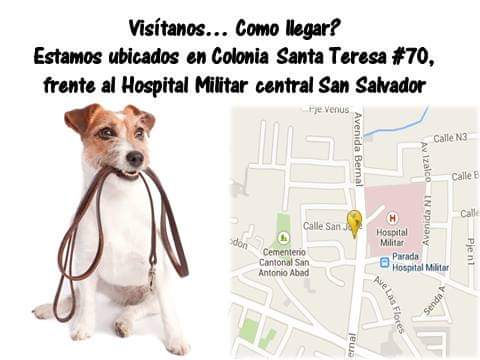 Visítanos... Como llegar?
Estamos ubicados en Colonia Santa Teresa #70,
frente al Hospital Militar central San Salvador
Pje Venus
Avenida Bernal
Calle N3
Av Izalco
Calle B
Calle
Calle San Jose
H
Hospital
Militar
Avenida N1
Pje n1
Cementerio
Cantonal San
Antonio Abad
Parada
Hospital Militar
Ave Las Flores
Senda A